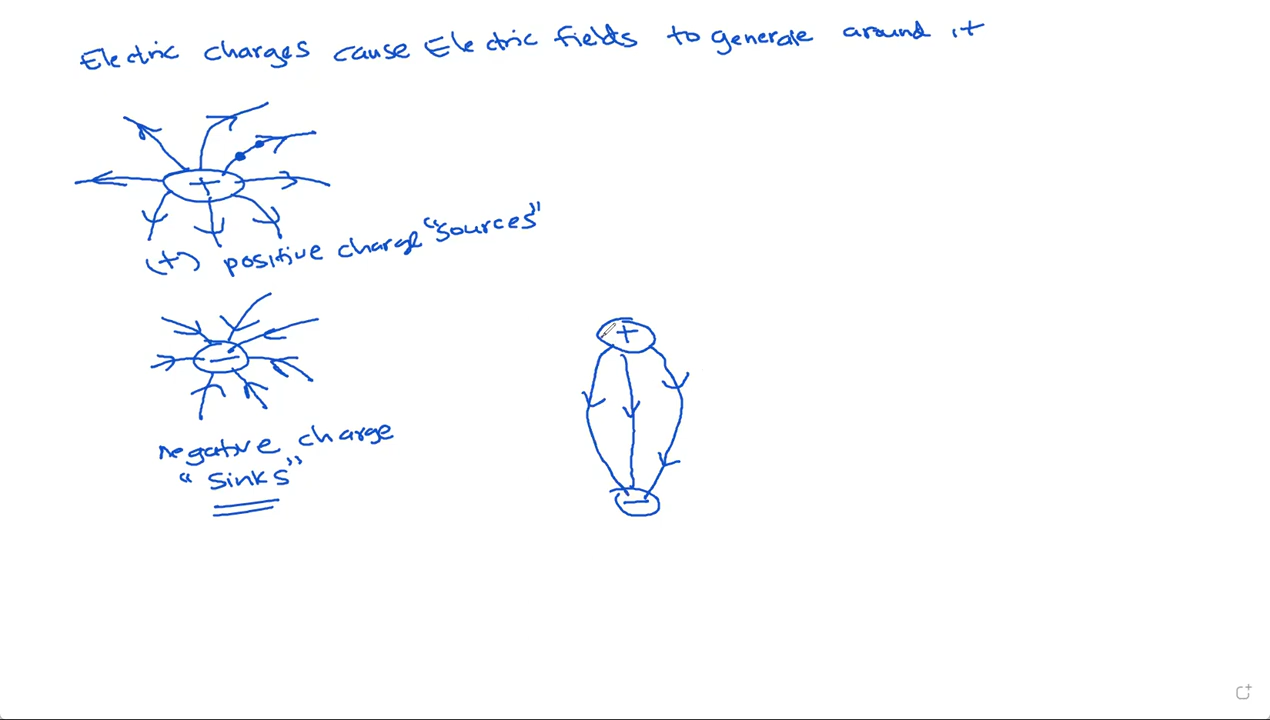 Electric charges cause Electric fields to generate around it
+
(+) positive charge "sources"
−
negative charge
"sinks"
+
−